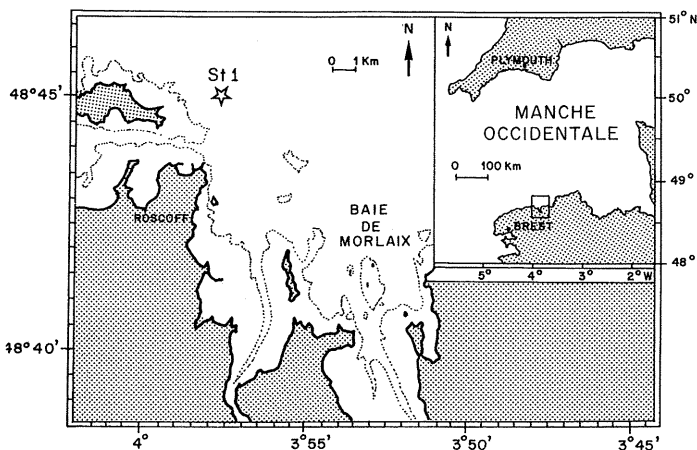 N
St 1
0 1 Km
48°45'
ROSCOFF
BAIE
DE
MORLAIX
48°40'
4°
3°55'
3°50'
3°45'
N
51° N
PLYMOUTH
50°
MANCHE
OCCIDENTALE
0 100 Km
49°
BREST
48°
5°
4°
3°
2° W